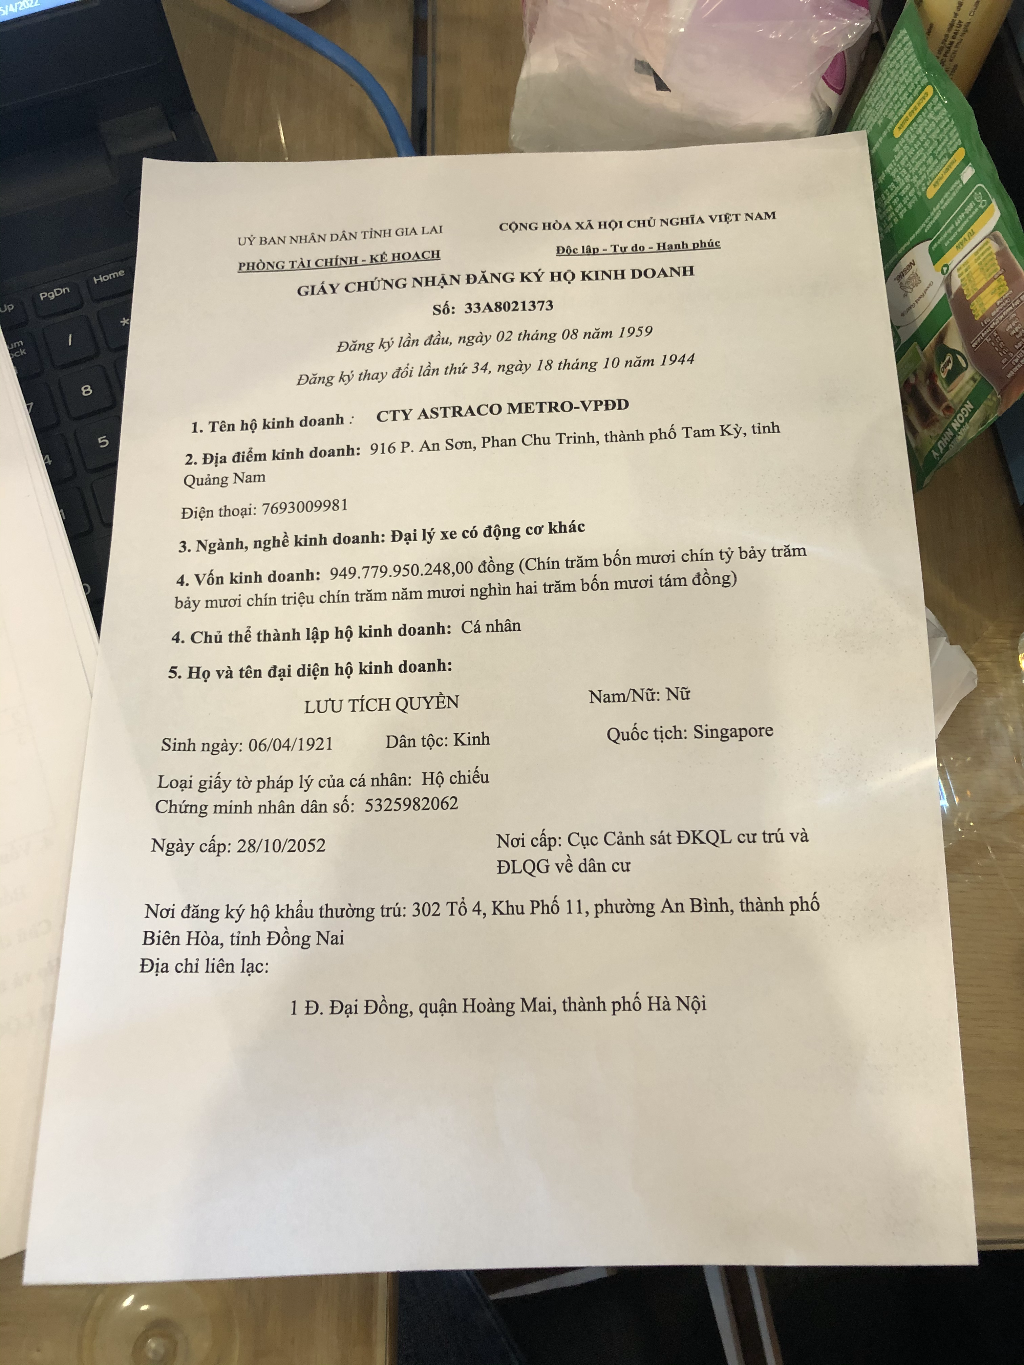 5/4/2022
Home
PgDn
Up
/
*
8
7
5
4
UỶ BAN NHÂN DÂN TỈNH GIA LAI
CỘNG HÒA XÃ HỘI CHỦ NGHĨA VIỆT NAM
PHÒNG TÀI CHÍNH - KẾ HOẠCH
Độc lập - Tự do - Hạnh phúc
GIẤY CHỨNG NHẬN ĐĂNG KÝ HỘ KINH DOANH
Số: 33A8021373
Đăng ký lần đầu, ngày 02 tháng 08 năm 1959
Đăng ký thay đổi lần thứ 34, ngày 18 tháng 10 năm 1944
1. Tên hộ kinh doanh : CTY ASTRACO METRO-VPĐD
2. Địa điểm kinh doanh: 916 P. An Sơn, Phan Chu Trinh, thành phố Tam Kỳ, tỉnh
Quảng Nam
Điện thoại: 7693009981
3. Ngành, nghề kinh doanh: Đại lý xe có động cơ khác
4. Vốn kinh doanh: 949.779.950.248,00 đồng (Chín trăm bốn mươi chín tỷ bảy trăm
bảy mươi chín triệu chín trăm năm mươi nghìn hai trăm bốn mươi tám đồng)
4. Chủ thể thành lập hộ kinh doanh: Cá nhân
5. Họ và tên đại diện hộ kinh doanh:
LƯU TÍCH QUYỀN
Nam/Nữ: Nữ
Sinh ngày: 06/04/1921
Dân tộc: Kinh
Quốc tịch: Singapore
Loại giấy tờ pháp lý của cá nhân: Hộ chiếu
Chứng minh nhân dân số: 5325982062
Ngày cấp: 28/10/2052
Nơi cấp: Cục Cảnh sát ĐKQL cư trú và
ĐLQG về dân cư
Nơi đăng ký hộ khẩu thường trú: 302 Tổ 4, Khu Phố 11, phường An Bình, thành phố
Biên Hòa, tỉnh Đồng Nai
Địa chỉ liên lạc:
1 Đ. Đại Đồng, quận Hoàng Mai, thành phố Hà Nội